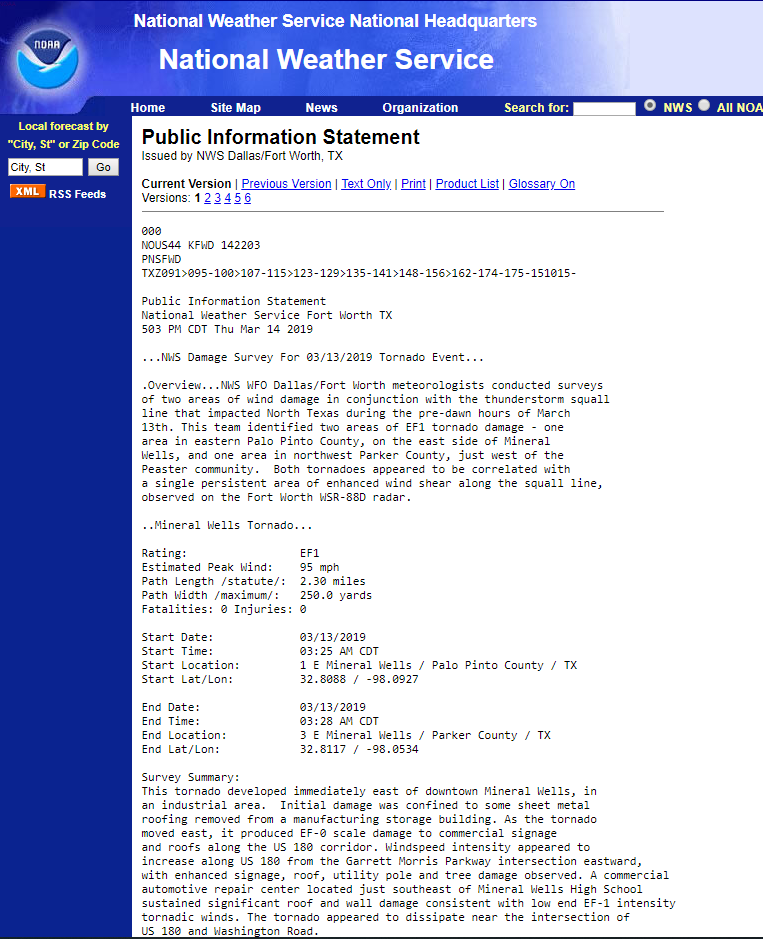 National Weather Service National Headquarters
NOAA
National Weather Service
Home Site Map News Organization Search for: NWS All NOA
Local forecast by
"City, St" or Zip Code
City, St Go
XML RSS Feeds
Public Information Statement
Issued by NWS Dallas/Fort Worth, TX
Current Version | Previous Version | Text Only | Print | Product List | Glossary On
Versions: 1 2 3 4 5 6
000
NOUS44 KFWD 142203
PNSFWD
TXZ091>095-100>107-115>123-129>135-141>148-156>162-174-175-151015-
Public Information Statement
National Weather Service Fort Worth TX
503 PM CDT Thu Mar 14 2019
...NWS Damage Survey For 03/13/2019 Tornado Event...
.Overview...NWS WFO Dallas/Fort Worth meteorologists conducted surveys
of two areas of wind damage in conjunction with the thunderstorm squall
line that impacted North Texas during the pre-dawn hours of March
13th. This team identified two areas of EF1 tornado damage - one
area in eastern Palo Pinto County, on the east side of Mineral
Wells, and one area in northwest Parker County, just west of the
Peaster community.  Both tornadoes appeared to be correlated with
a single persistent area of enhanced wind shear along the squall line,
observed on the Fort Worth WSR-88D radar.
..Mineral Wells Tornado...
Rating: EF1
Estimated Peak Wind: 95 mph
Path Length /statute/: 2.30 miles
Path Width /maximum/: 250.0 yards
Fatalities: 0 Injuries: 0
Start Date: 03/13/2019
Start Time: 03:25 AM CDT
Start Location: 1 E Mineral Wells / Palo Pinto County / TX
Start Lat/Lon: 32.8088 / -98.0927
End Date: 03/13/2019
End Time: 03:28 AM CDT
End Location: 3 E Mineral Wells / Parker County / TX
End Lat/Lon: 32.8117 / -98.0534
Survey Summary:
This tornado developed immediately east of downtown Mineral Wells, in
an industrial area.  Initial damage was confined to some sheet metal
roofing removed from a manufacturing storage building. As the tornado
moved east, it produced EF-0 scale damage to commercial signage
and roofs along the US 180 corridor. Windspeed intensity appeared to
increase along US 180 from the Garrett Morris Parkway intersection eastward,
with enhanced signage, roof, utility pole and tree damage observed. A commercial
automotive repair center located just southeast of Mineral Wells High School
sustained significant roof and wall damage consistent with low end EF-1 intensity
tornadic winds. The tornado appeared to dissipate near the intersection of
US 180 and Washington Road.